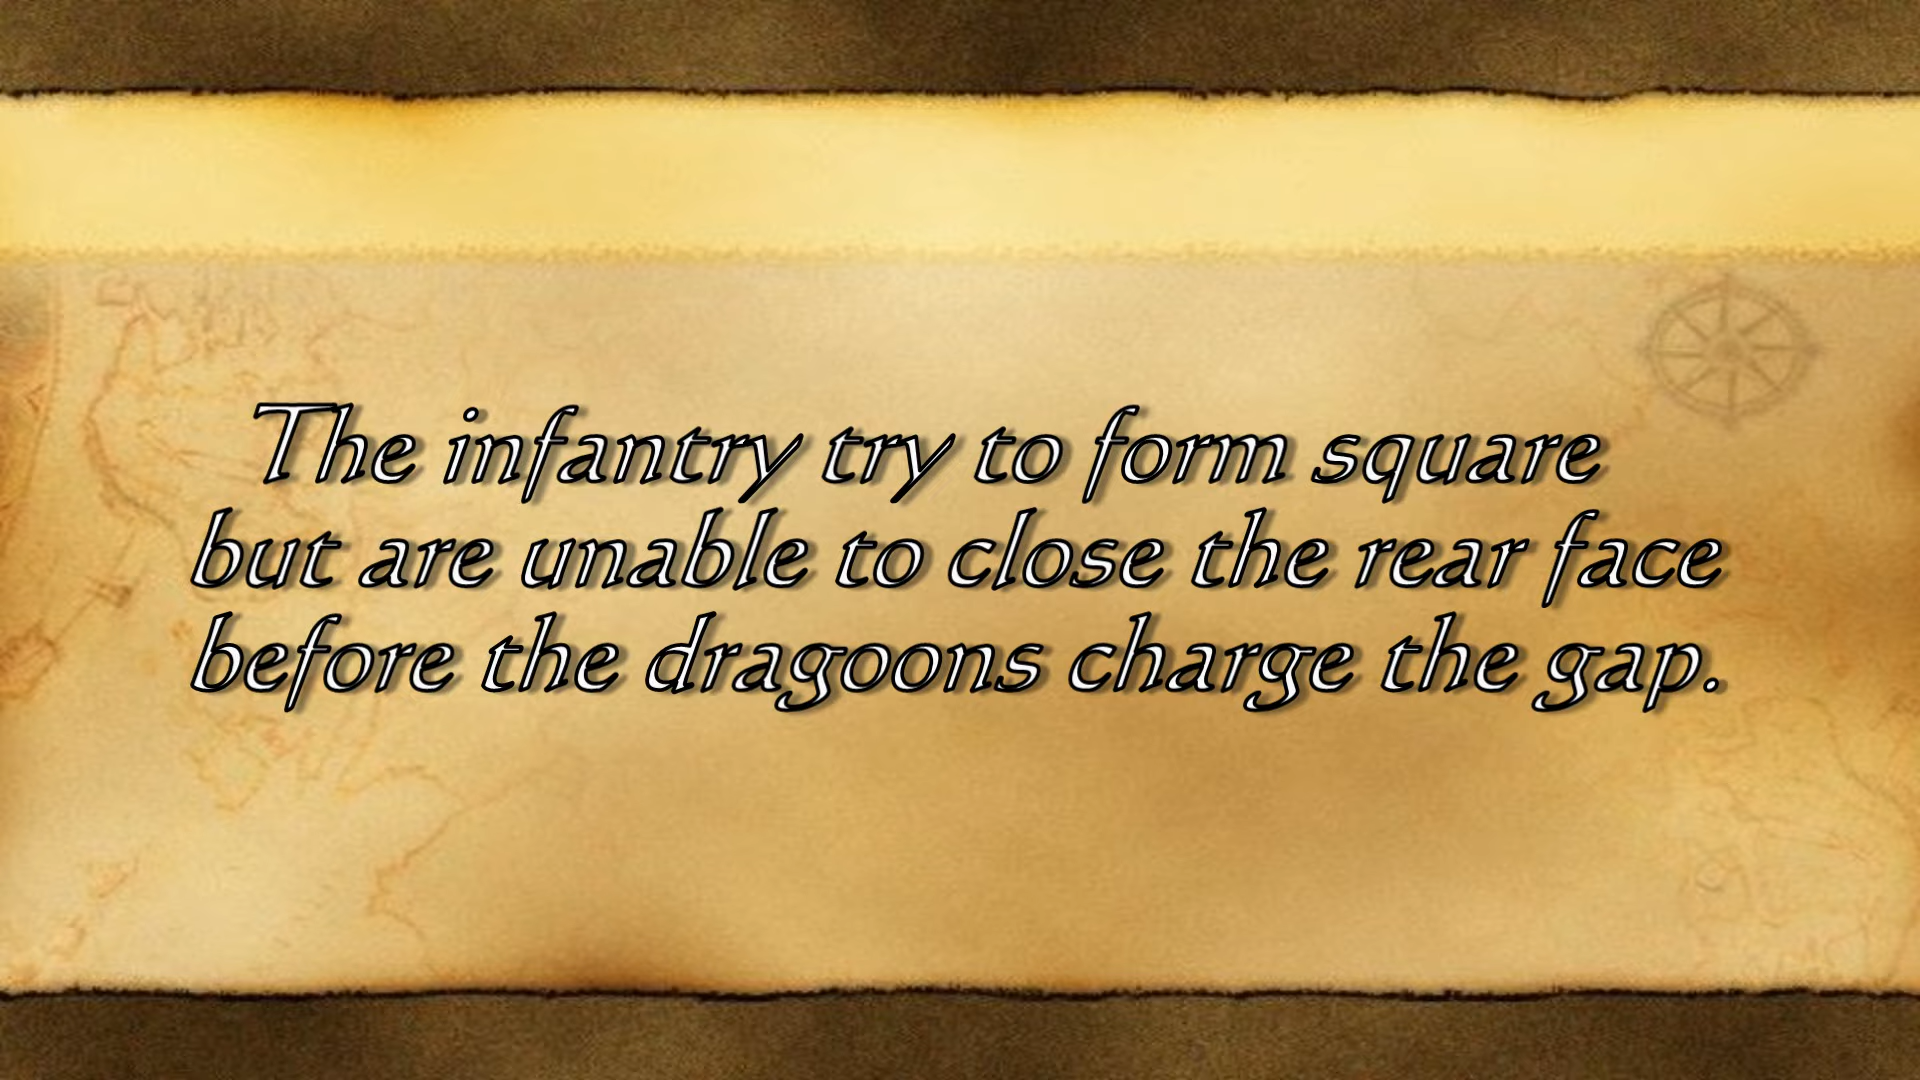 The infantry try to form square
but are unable to close the rear face
before the dragoons charge the gap.